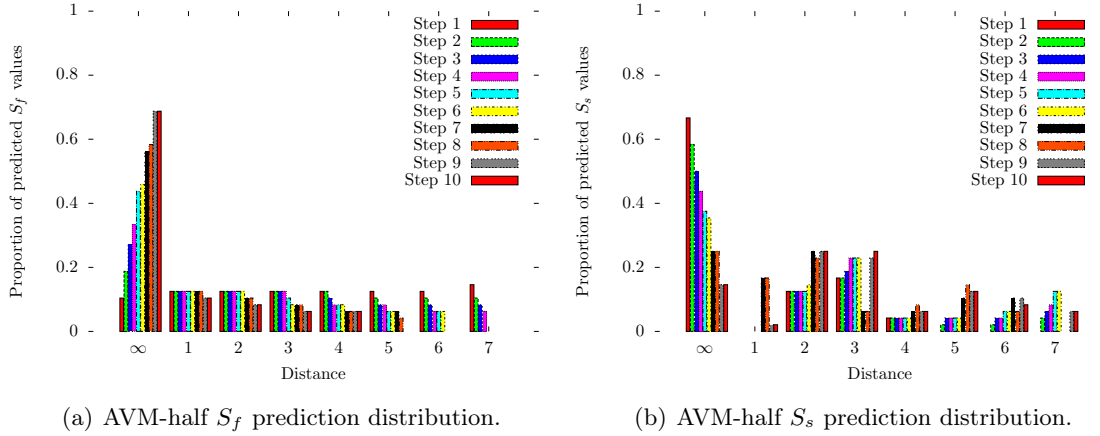 Proportion of predicted S_f values
1
0.8
0.6
0.4
0.2
0
∞ 1 2 3 4 5 6 7
Distance
Step 1
Step 2
Step 3
Step 4
Step 5
Step 6
Step 7
Step 8
Step 9
Step 10
(a) AVM-half S_f prediction distribution.
Proportion of predicted S_s values
1
0.8
0.6
0.4
0.2
0
∞ 1 2 3 4 5 6 7
Distance
Step 1
Step 2
Step 3
Step 4
Step 5
Step 6
Step 7
Step 8
Step 9
Step 10
(b) AVM-half S_s prediction distribution.